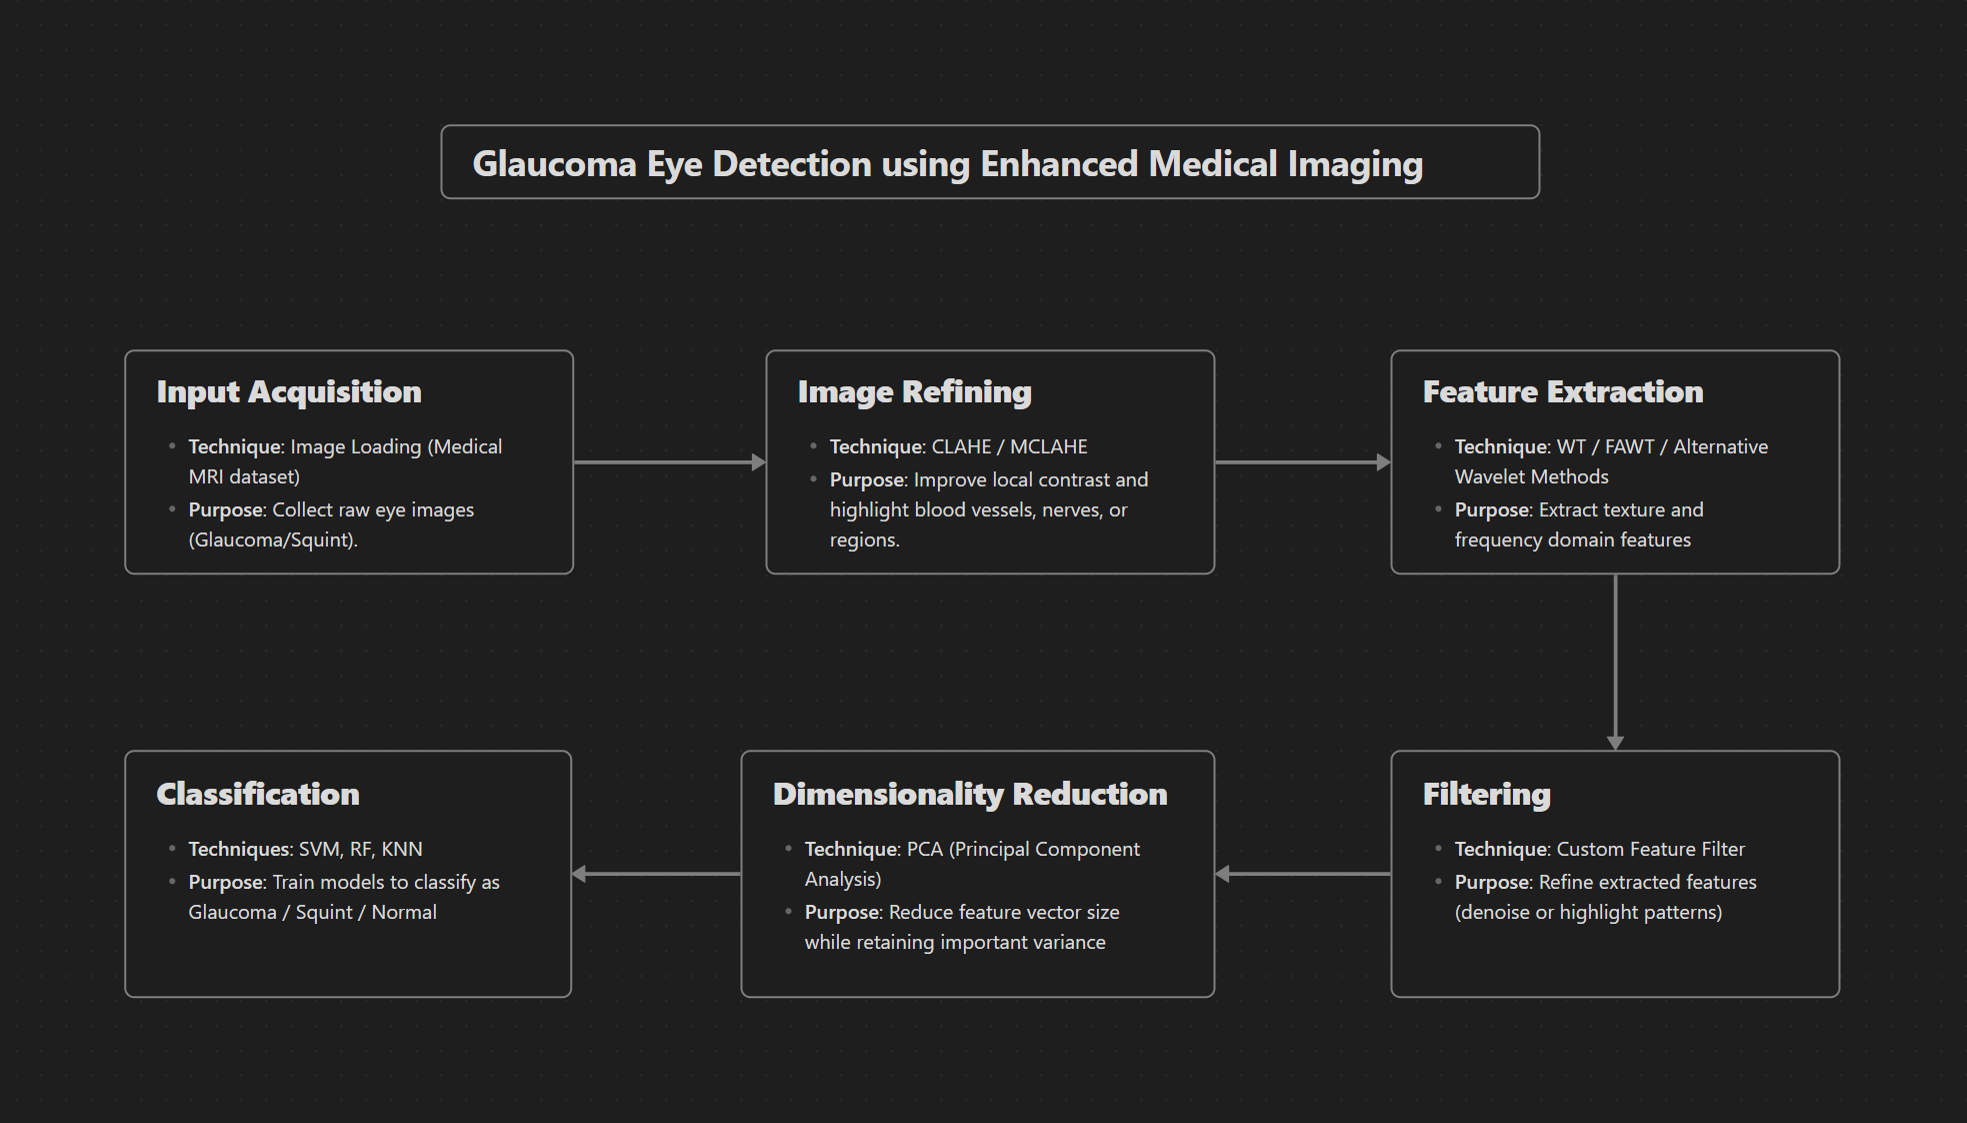 Glaucoma Eye Detection using Enhanced Medical Imaging
Input Acquisition
Technique: Image Loading (Medical
MRI dataset)
Purpose: Collect raw eye images
(Glaucoma/Squint).
Image Refining
Technique: CLAHE / MCLAHE
Purpose: Improve local contrast and
highlight blood vessels, nerves, or
regions.
Feature Extraction
Technique: WT / FAWT / Alternative
Wavelet Methods
Purpose: Extract texture and
frequency domain features
Filtering
Technique: Custom Feature Filter
Purpose: Refine extracted features
(denoise or highlight patterns)
Dimensionality Reduction
Technique: PCA (Principal Component
Analysis)
Purpose: Reduce feature vector size
while retaining important variance
Classification
Techniques: SVM, RF, KNN
Purpose: Train models to classify as
Glaucoma / Squint / Normal